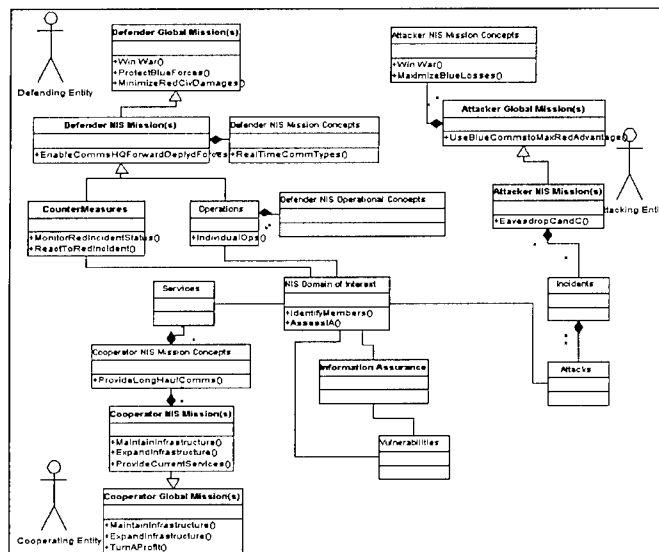 Defender Global Mission(s)
+Win War()
+ProtectBlueForces()
+MinimizeRedCivDamages()
Defending Entity
Attacker NIS Mission Concepts
+Win War()
+MaximizeBlueLosses()
Defender NIS Mission(s)
+EnableCommsHQForwardDeplydForces
Defender NIS Mission Concepts
+RealTimeCommTypes()
Attacker Global Mission(s)
+UseBlueCommstoMaxRedAdvantage()
Attacking Enti
CounterMeasures
+MonitorRedIncidentStatus()
+ReactToRedIncident()
Operations
+IndividualOps()
Defender NIS Operational Concepts
Attacker NIS Mission(s)
+EavesdropCandC()
Services
NIS Domain of Interest
+IdentifyMembers()
+AssessIA()
Incidents
Cooperator NIS Mission Concepts
+ProvideLongHaulComms()
Information Assurance
Attacks
Cooperator NIS Mission(s)
+MaintainInfrastructure()
+ExpandInfrastructure()
+ProvideCurrentServices()
Vulnerabilities
Cooperating Entity
Cooperator Global Mission(s)
+MaintainInfrastructure()
+ExpandInfrastructure()
+TurnAProfit()